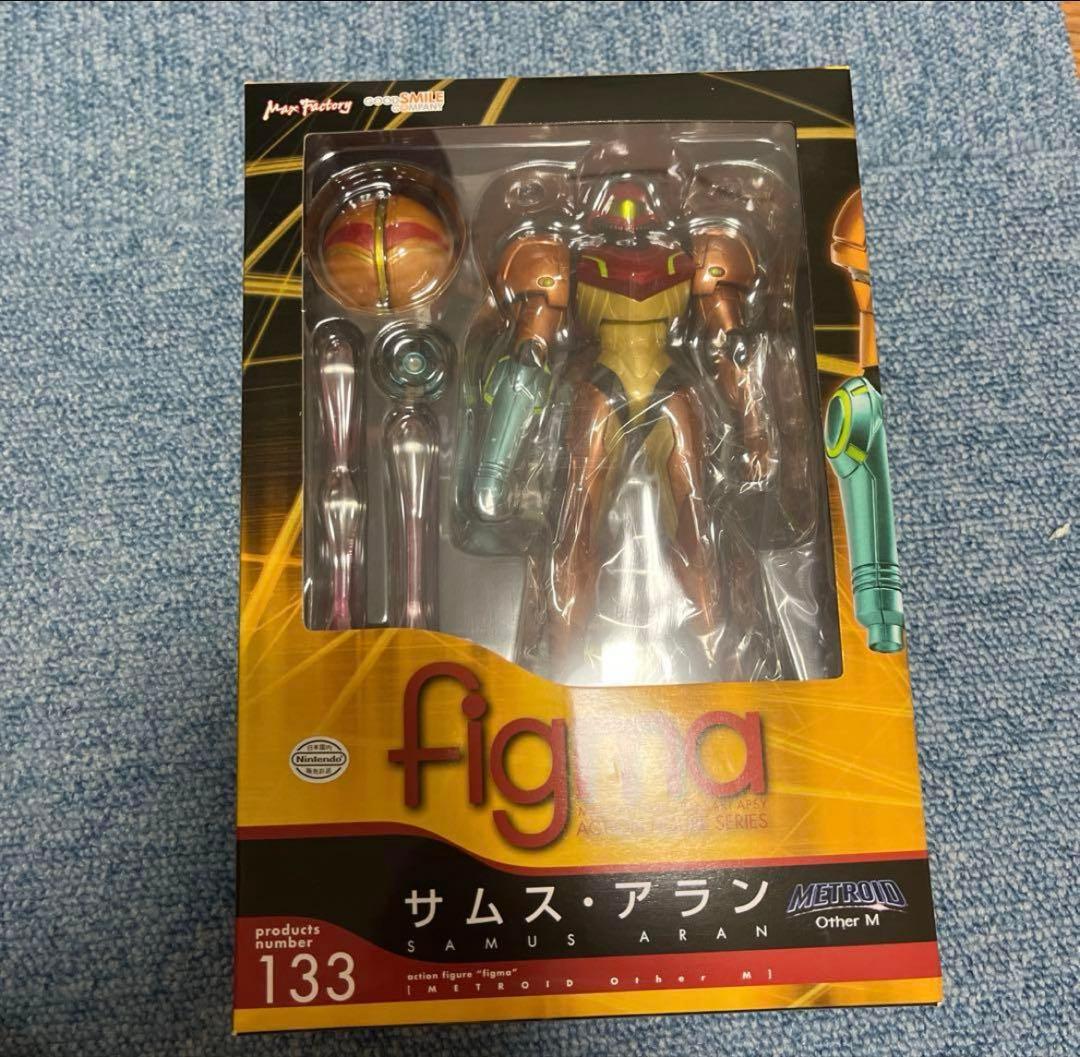 Max Factory
GOOD SMILE
COMPANY
figma
ACTION FIGURE SERIES
日本国内
Nintendo
販売許諾
サムス・アラン
SAMUS ARAN
METROID
Other M
products
number
133
action figure "figma"
[METROID Other M]